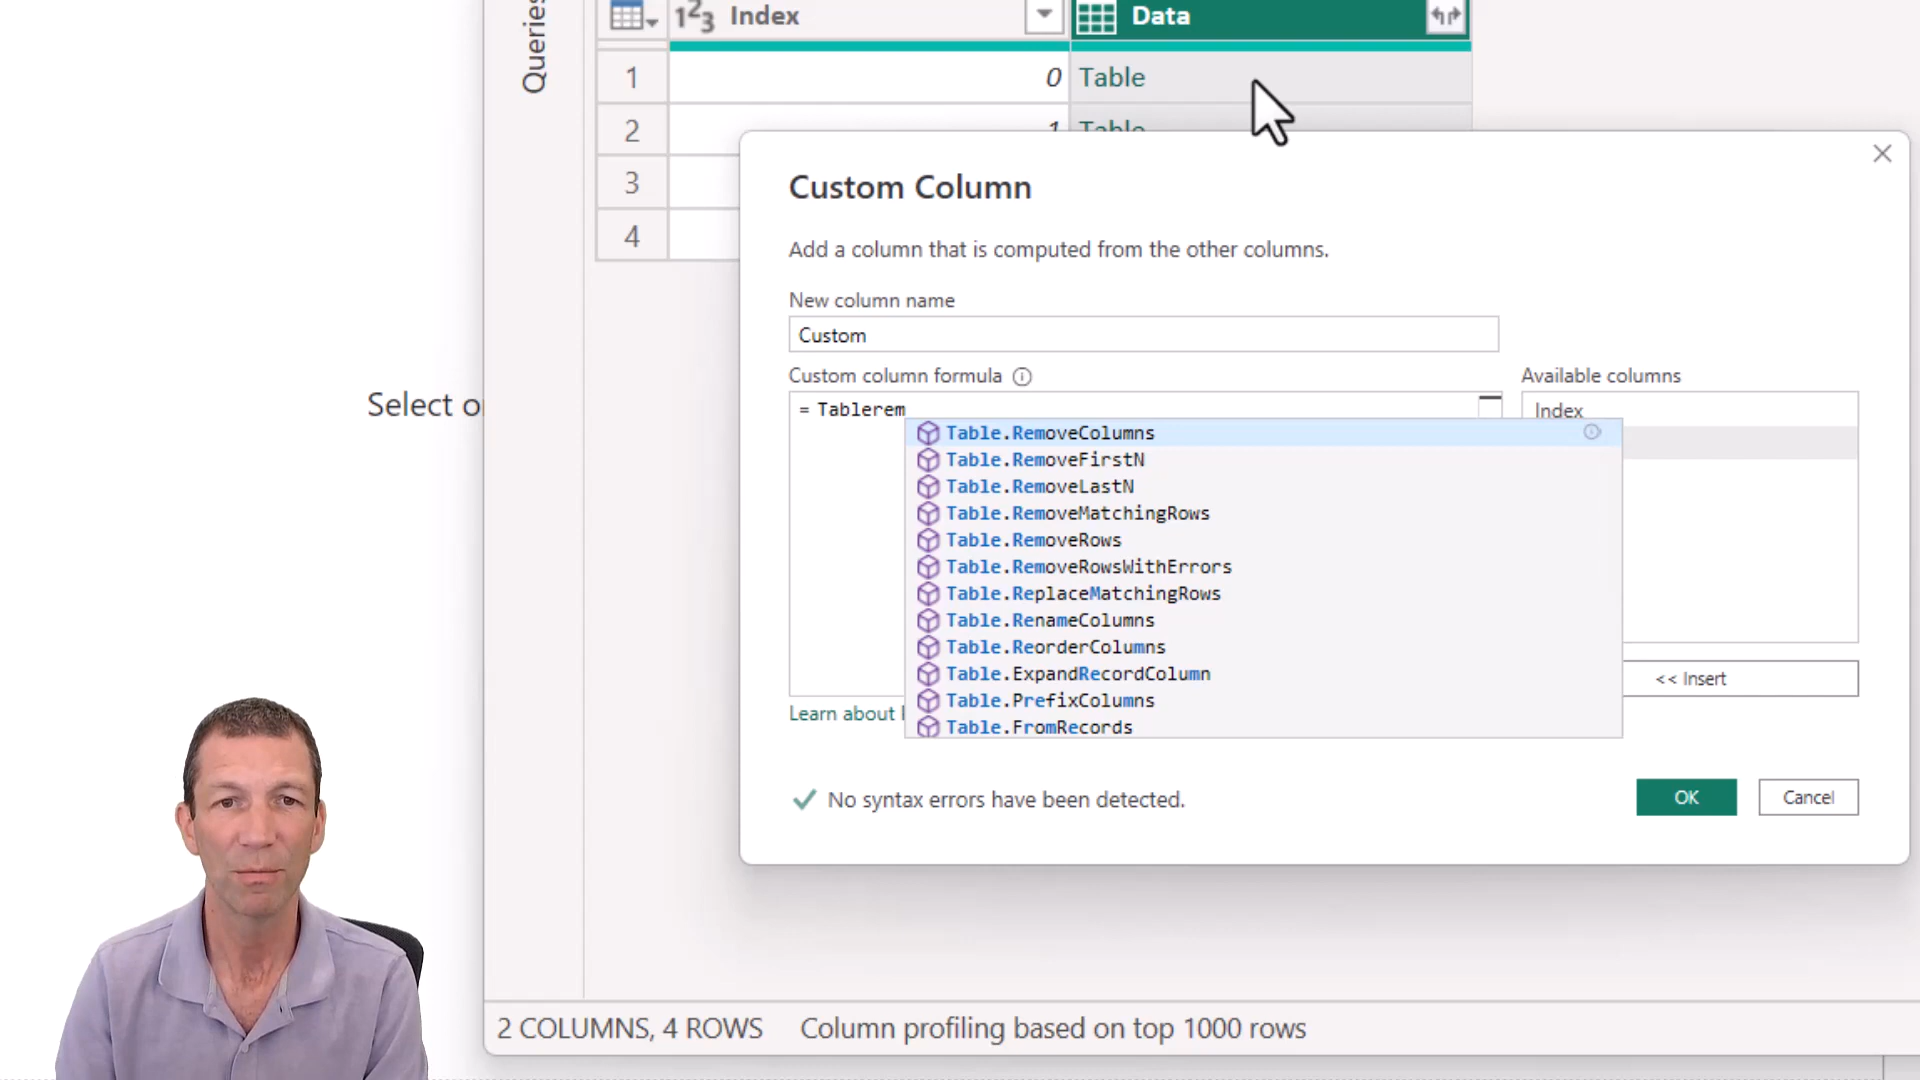 Queries
Index
Data
1
0
Table
2
1
Table
3
4
Custom Column
Add a column that is computed from the other columns.
New column name
Custom
Custom column formula
Available columns
= Tablerem
Index
Select o
Table.RemoveColumns
Table.RemoveFirstN
Table.RemoveLastN
Table.RemoveMatchingRows
Table.RemoveRows
Table.RemoveRowsWithErrors
Table.ReplaceMatchingRows
Table.RenameColumns
Table.ReorderColumns
Table.ExpandRecordColumn
Table.PrefixColumns
Table.FromRecords
<< Insert
Learn about
No syntax errors have been detected.
OK
Cancel
2 COLUMNS, 4 ROWS
Column profiling based on top 1000 rows